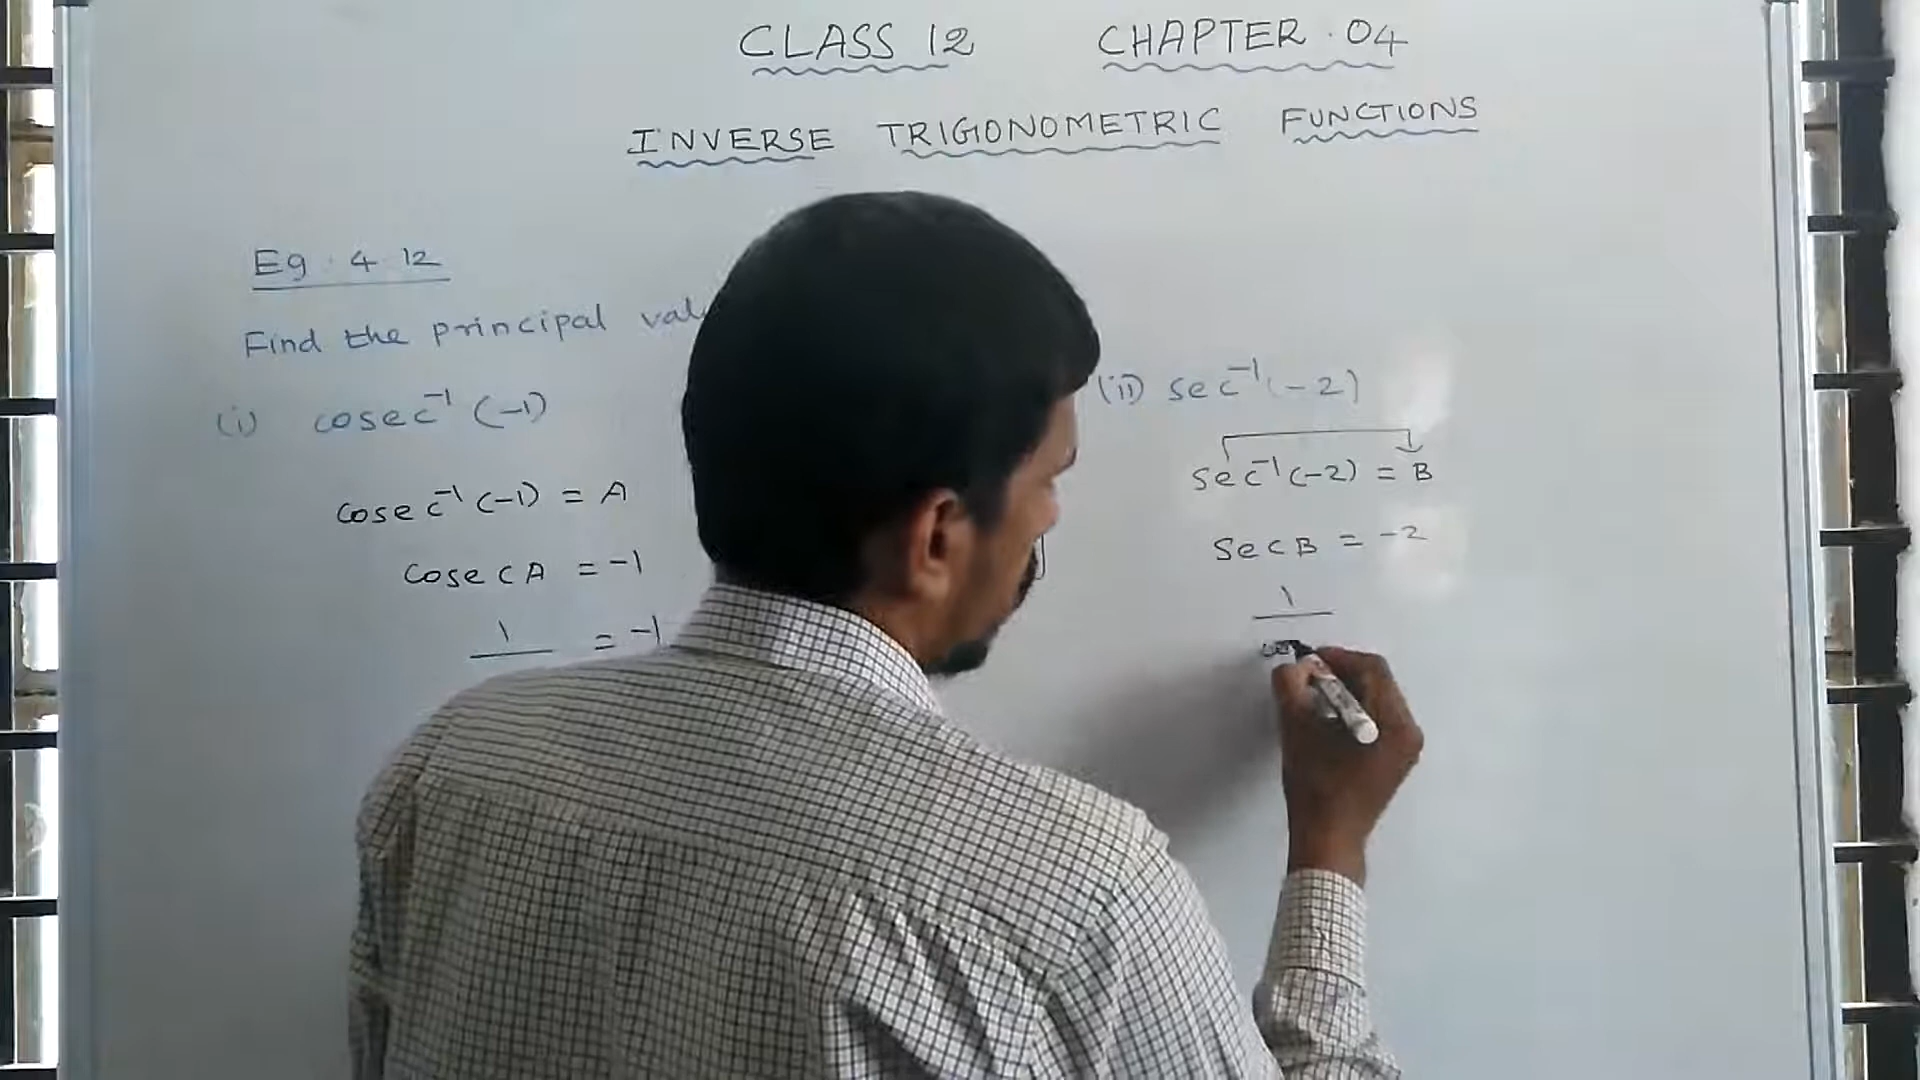 CLASS 12 CHAPTER . 04
INVERSE TRIGONOMETRIC FUNCTIONS
Eg . 4 . 12
Find the principal
(i) cosec⁻¹ (-1)
cosec⁻¹ (-1) = A
cosec A = -1
1/ = -1
(ii) sec⁻¹ (-2)
sec⁻¹ (-2) = B
sec B = -2
1